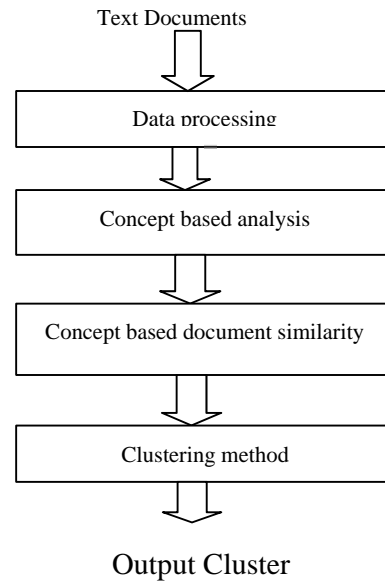 Text Documents
Data processing
Concept based analysis
Concept based document similarity
Clustering method
Output Cluster